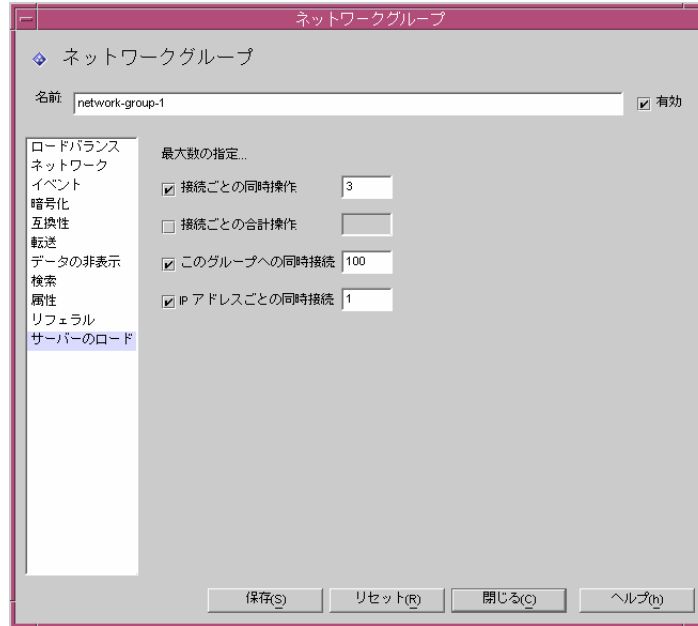 ネットワークグループ
ネットワークグループ
名前: network-group-1 有効
ロードバランス
ネットワーク
イベント
暗号化
互換性
転送
データの非表示
検索
属性
リフェラル
サーバーのロード
最大数の指定...
接続ごとの同時操作: 3
接続ごとの合計操作:
このグループへの同時接続: 100
IP アドレスごとの同時接続: 1
保存(S) リセット(R) 閉じる(C) ヘルプ(h)